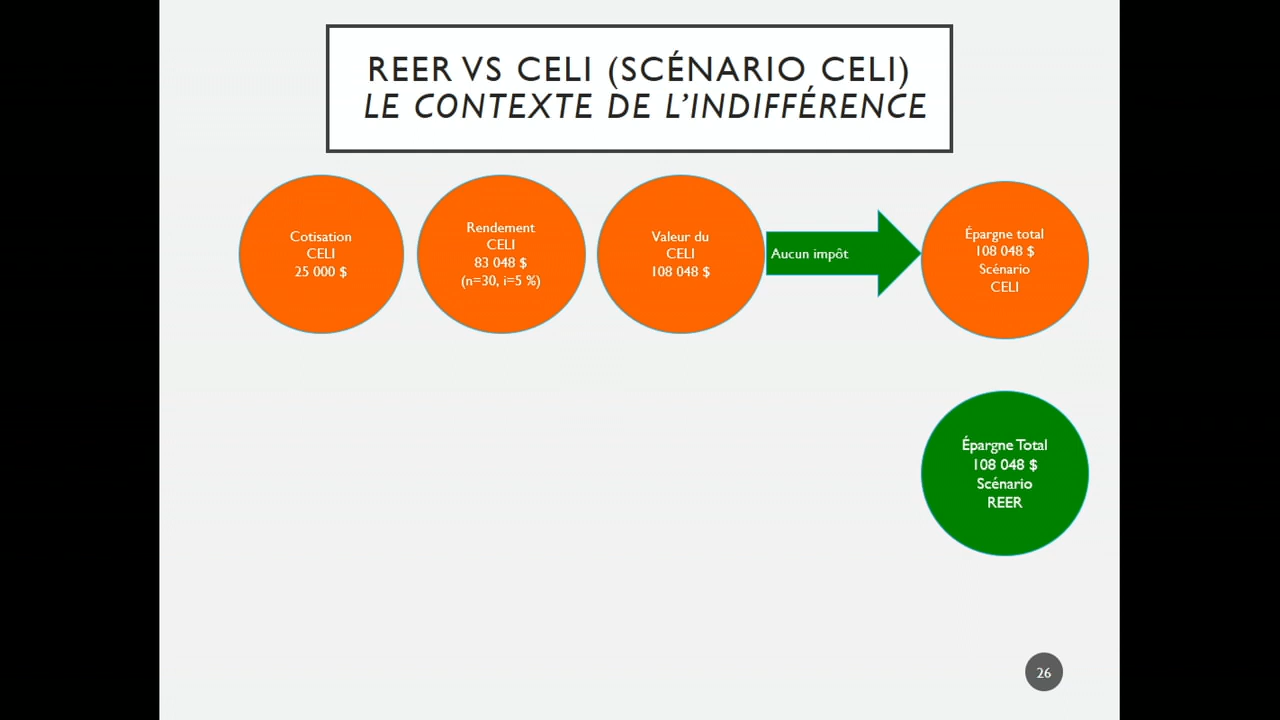 REER VS CELI (SCÉNARIO CELI)
LE CONTEXTE DE L’INDIFFÉRENCE
Cotisation
CELI
25 000 $
Rendement
CELI
83 048 $
(n=30, i=5 %)
Valeur du
CELI
108 048 $
Aucun impôt
Épargne total
108 048 $
Scénario
CELI
Épargne Total
108 048 $
Scénario
REER
26